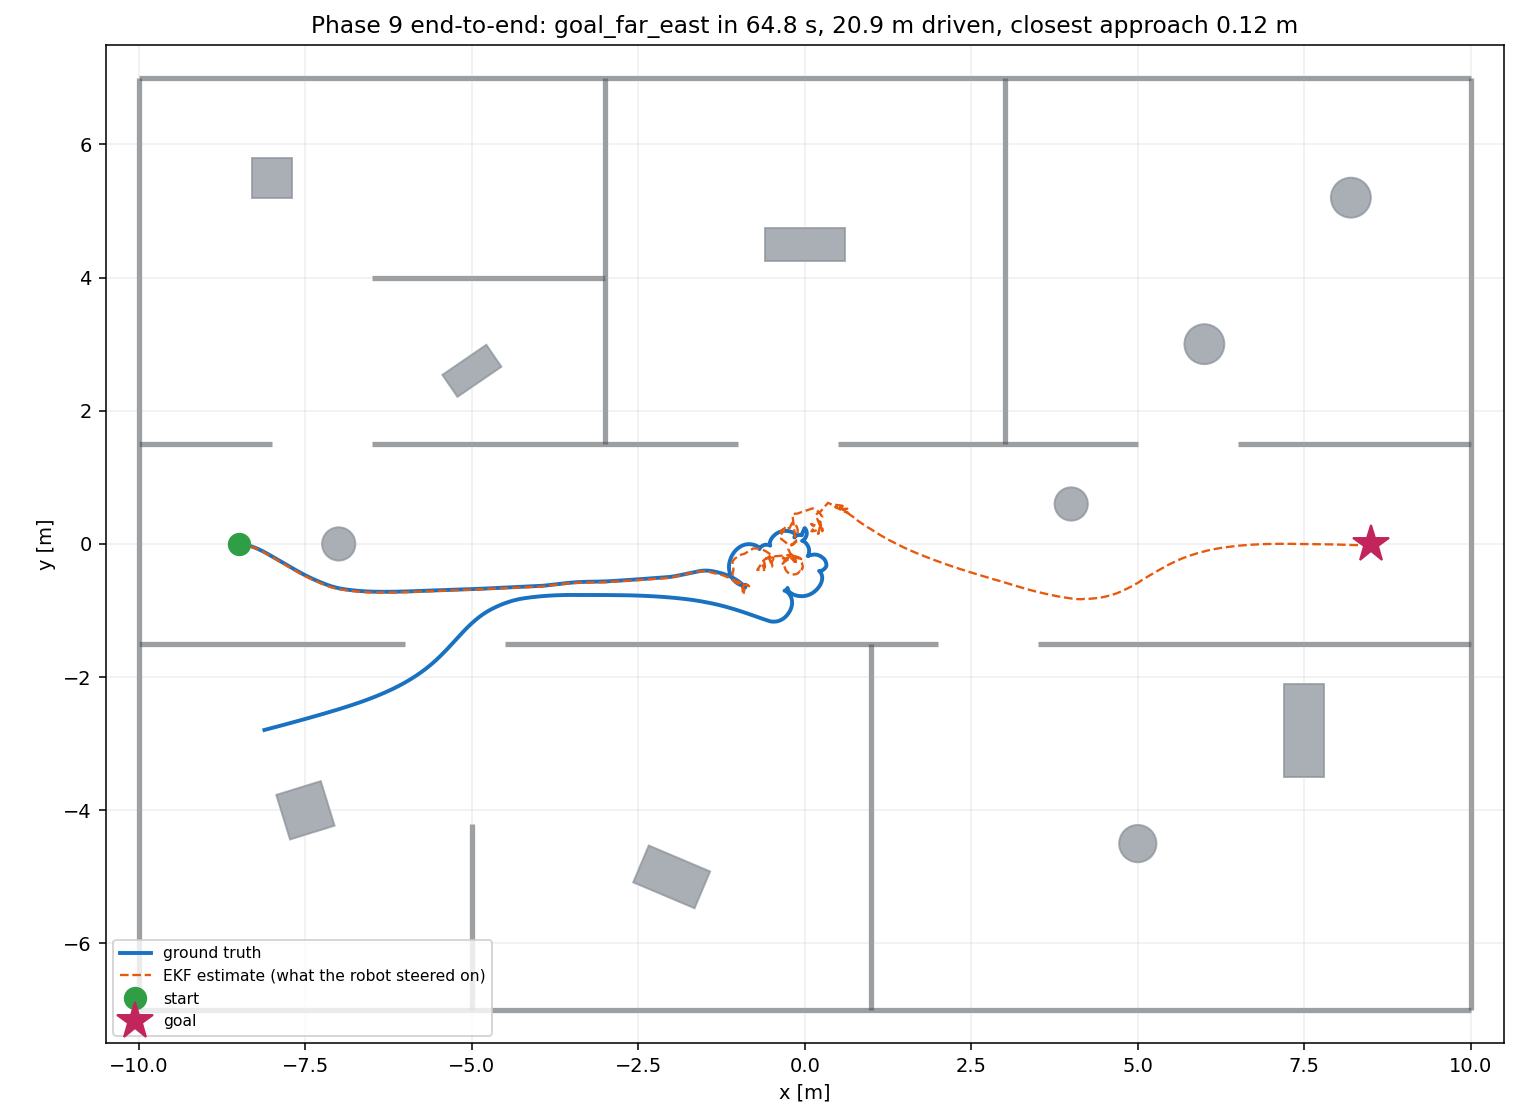 Phase 9 end-to-end: goal_far_east in 64.8 s, 20.9 m driven, closest approach 0.12 m
y [m]
6
4
2
0
−2
−4
−6
ground truth
EKF estimate (what the robot steered on)
start
goal
−10.0 −7.5 −5.0 −2.5 0.0 2.5 5.0 7.5 10.0
x [m]